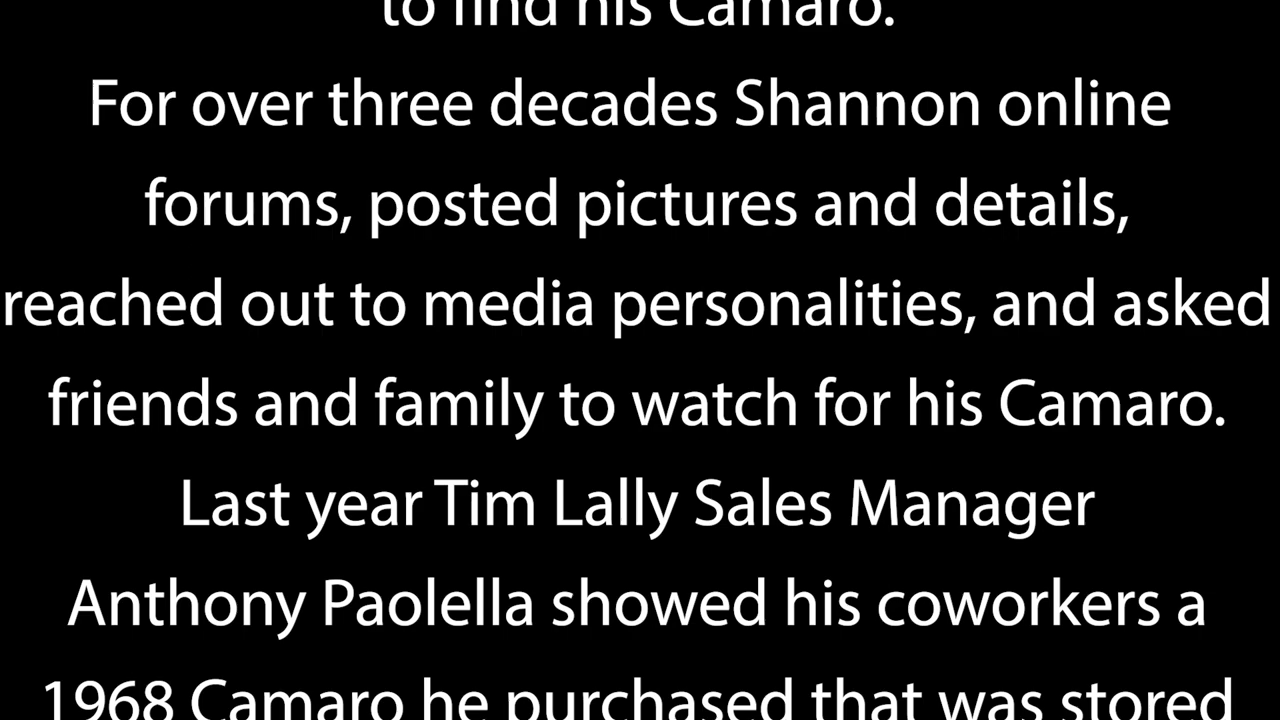 to find his Camaro.
For over three decades Shannon online
forums, posted pictures and details,
reached out to media personalities, and asked
friends and family to watch for his Camaro.
Last year Tim Lally Sales Manager
Anthony Paolella showed his coworkers a
1968 Camaro he purchased that was stored